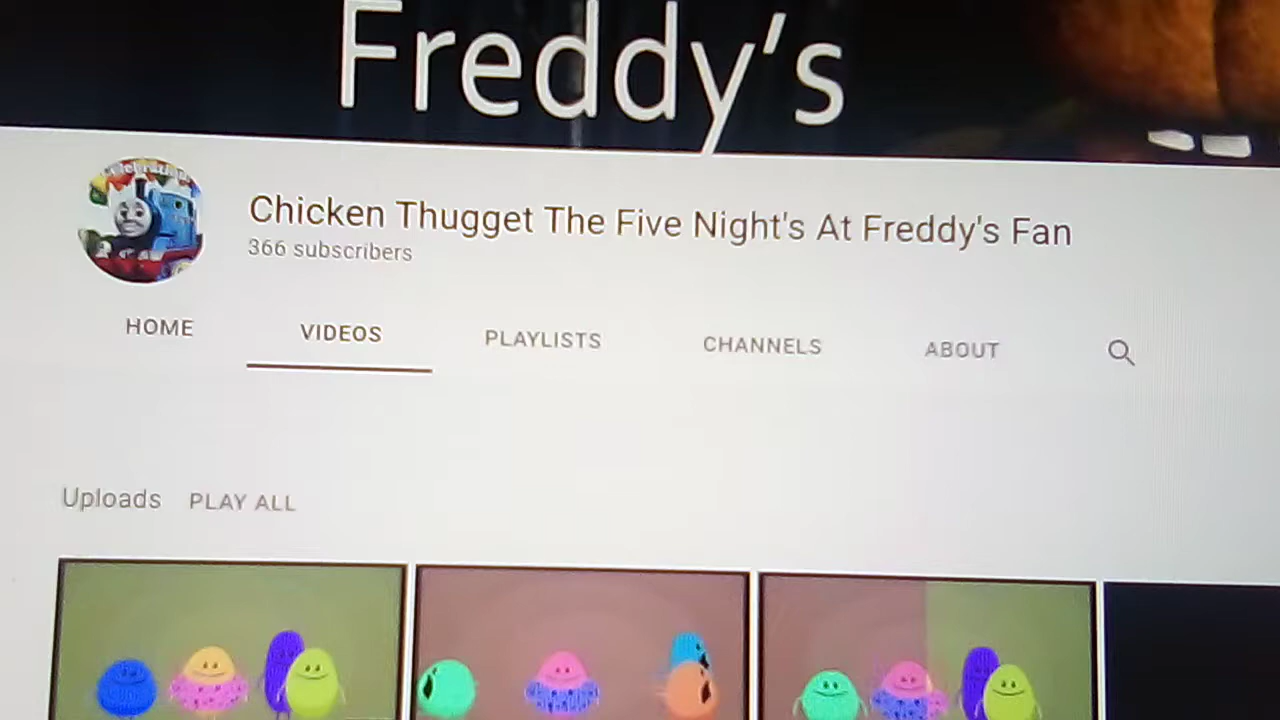 Freddy's
Chicken Thugget The Five Night's At Freddy's Fan
366 subscribers
HOME VIDEOS PLAYLISTS CHANNELS ABOUT
Uploads PLAY ALL